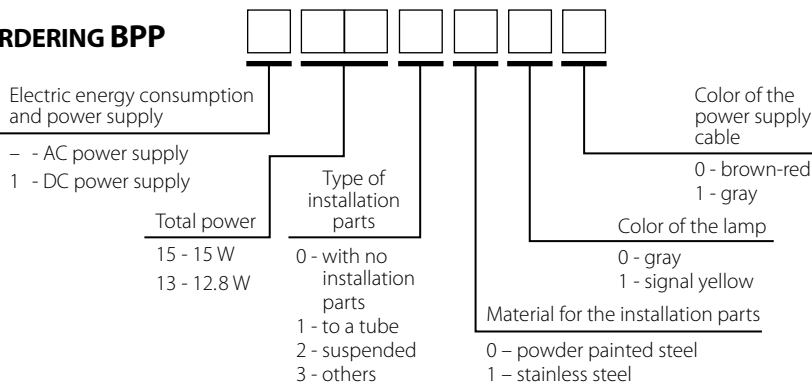 RDERING BPP
Electric energy consumption
and power supply
– - AC power supply
1 - DC power supply
Total power
15 - 15 W
13 - 12.8 W
Type of
installation
parts
0 - with no
installation
parts
1 - to a tube
2 - suspended
3 - others
Material for the installation parts
0 – powder painted steel
1 – stainless steel
Color of the lamp
0 - gray
1 - signal yellow
Color of the
power supply
cable
0 - brown-red
1 - gray